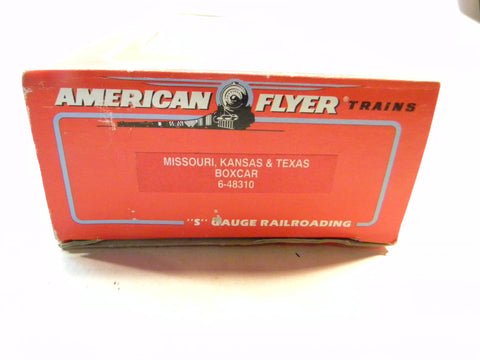 AMERICAN FLYER TRAINS
MISSOURI, KANSAS & TEXAS
BOXCAR
6-48310
"S" GAUGE RAILROADING